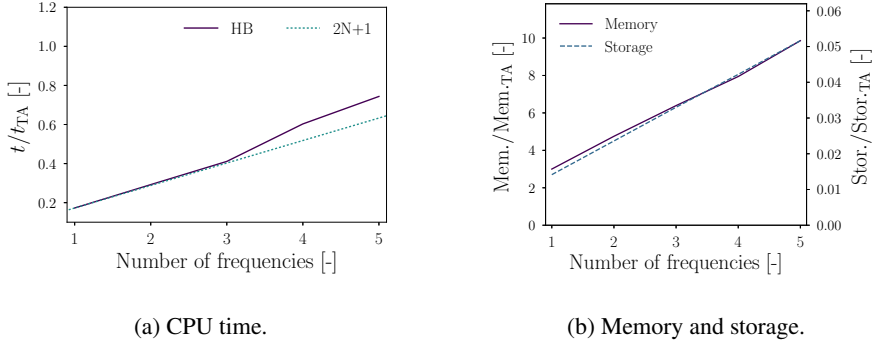 HB
2N+1
1.2
1.0
0.8
0.6
0.4
0.2
t/t_TA [-]
1 2 3 4 5
Number of frequencies [-]
(a) CPU time.
Memory
Storage
10
8
6
4
2
0
Mem./Mem._TA [-]
0.06
0.05
0.04
0.03
0.02
0.01
0.00
Stor./Stor._TA [-]
1 2 3 4 5
Number of frequencies [-]
(b) Memory and storage.